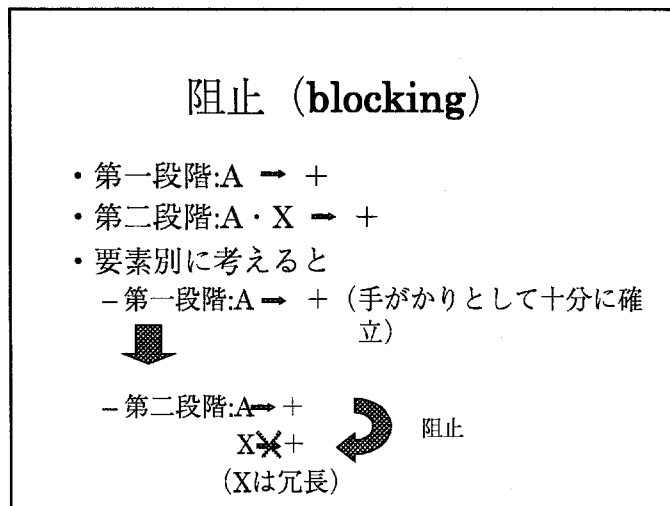 阻止（blocking）
・第一段階:A → ＋
・第二段階:A・X → ＋
・要素別に考えると
－第一段階:A → ＋（手がかりとして十分に確
立）
－第二段階:A→＋
阻止
X→＋
(Xは冗長)